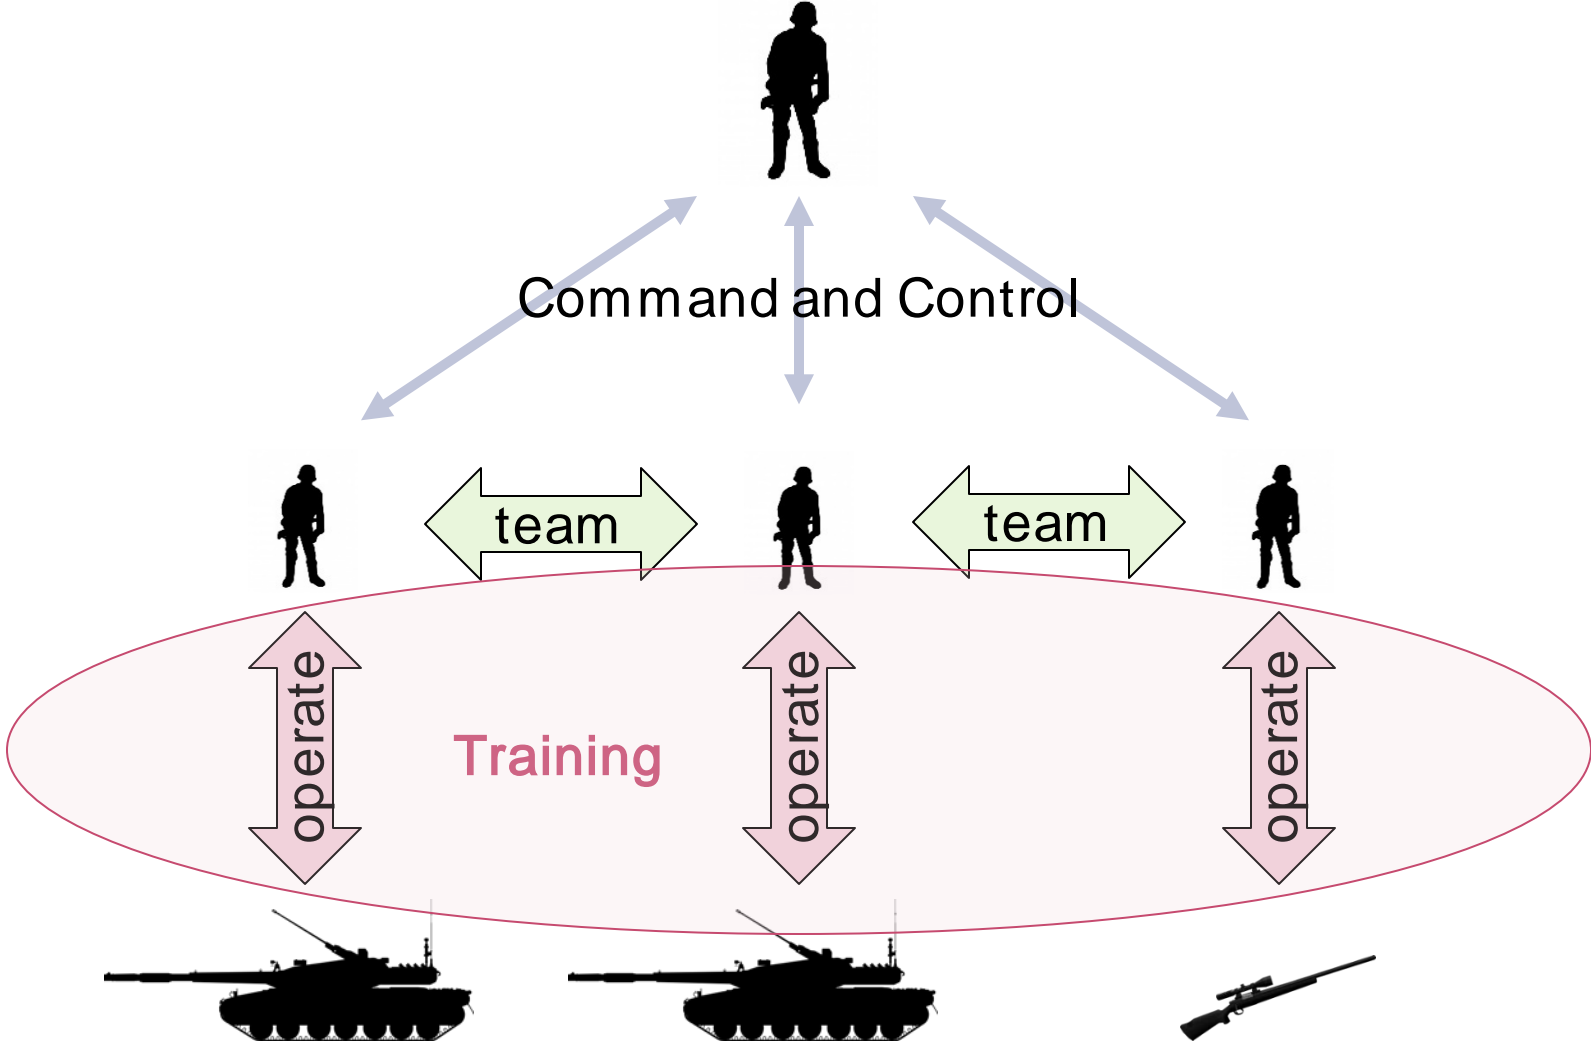 Command and Control
team
team
operate
Training
operate
operate